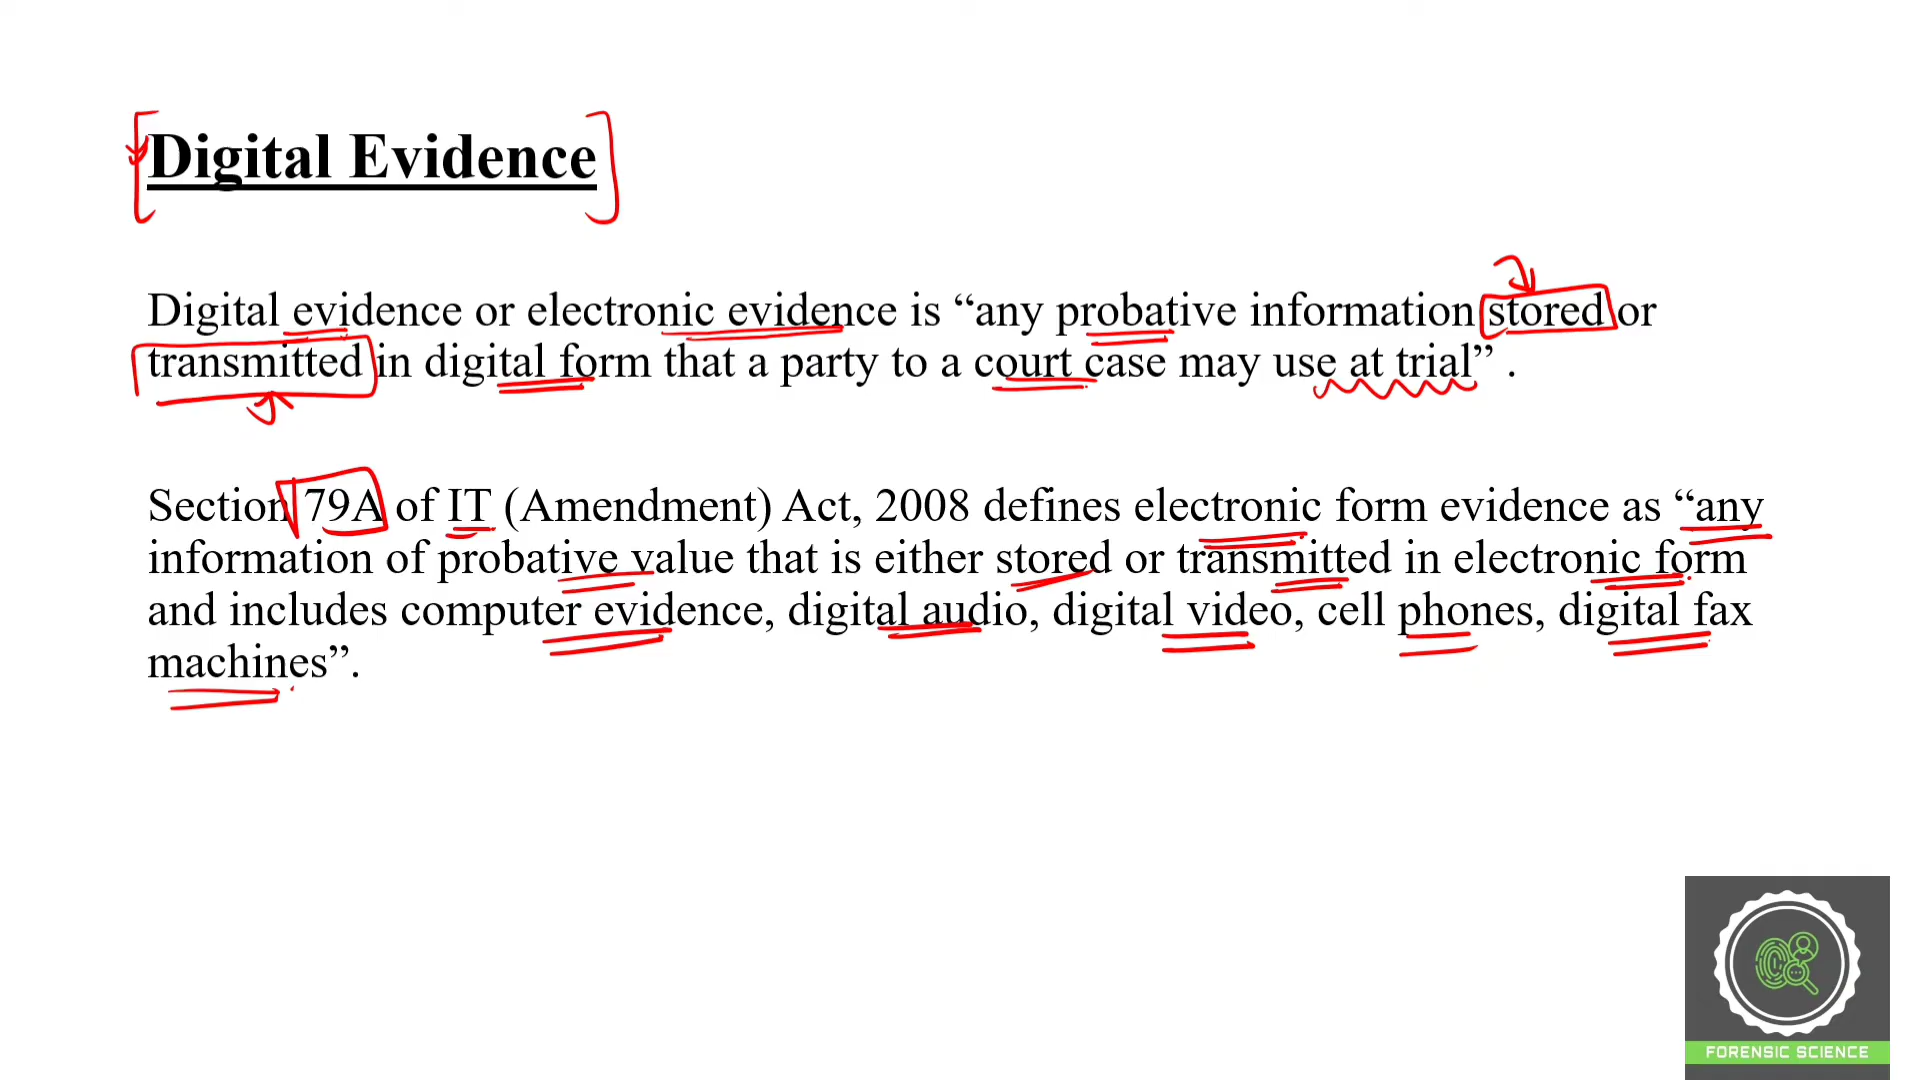 Digital Evidence
Digital evidence or electronic evidence is “any probative information stored or
transmitted in digital form that a party to a court case may use at trial” .
Section 79A of IT (Amendment) Act, 2008 defines electronic form evidence as “any
information of probative value that is either stored or transmitted in electronic form
and includes computer evidence, digital audio, digital video, cell phones, digital fax
machines”.
FORENSIC SCIENCE